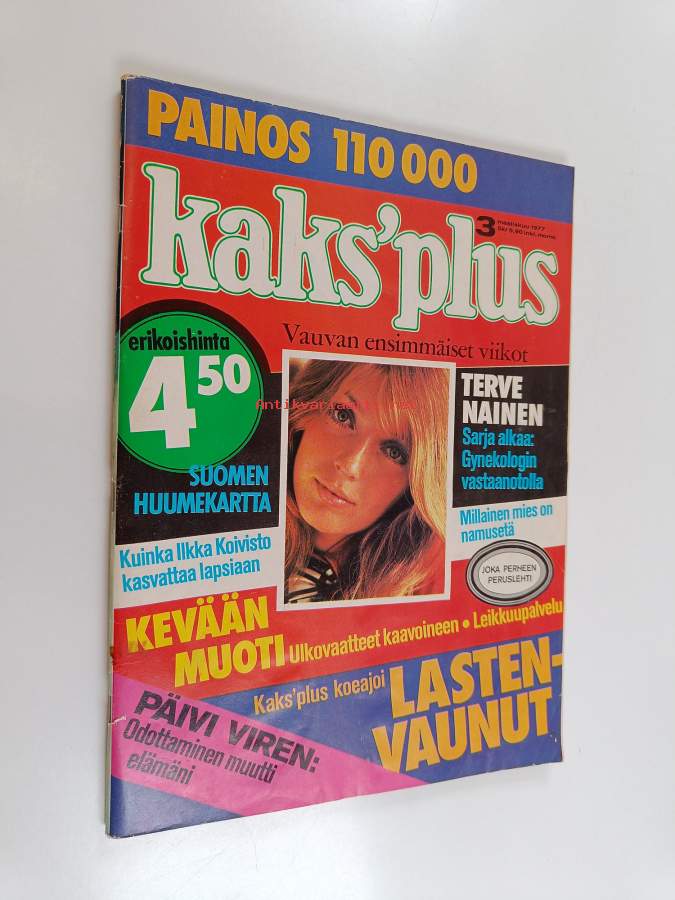 PAINOS 110 000
kaks'plus
3 maaliskuu 1977
erikoishinta
4 50
Vauvan ensimmäiset viikot
TERVE
NAINEN
Sarja alkaa:
Gynekologin
vastaanotolla
SUOMEN
HUUMEKARTTA
Millainen mies on
namusetä
Kuinka Ilkka Koivisto
kasvattaa lapsiaan
JOKA PERHEEN
PERUSLEHTI
KEVÄÄN
MUOTI Ulkovaatteet kaavoineen • Leikkuupalvelu
Kaks'plus koeajoi LASTEN-
VAUNUT
PÄIVI VIREN:
Odottaminen muutti
elämäni